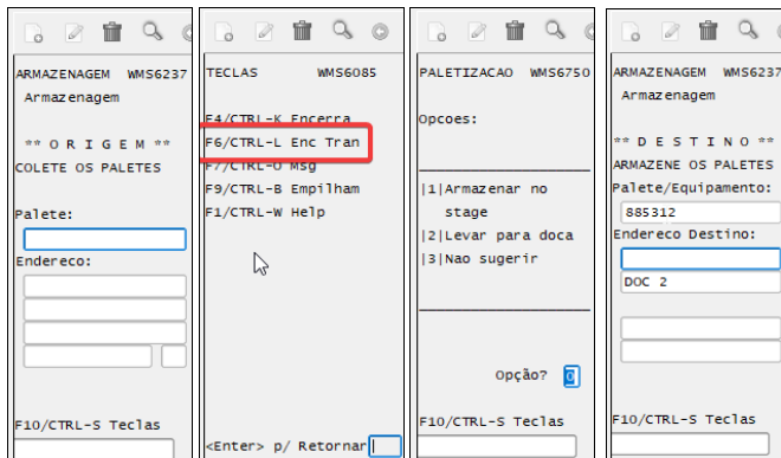 ARMAZENAGEM WMS6237
Armazenagem
** O R I G E M **
COLETE OS PALETES
Palete:
Endereco:
F10/CTRL-S Teclas
TECLAS WMS6085
F4/CTRL-K Encerra
F6/CTRL-L Enc Tran
F7/CTRL-O Msg
F9/CTRL-B Empilham
F1/CTRL-W Help
<Enter> p/ Retornar
PALETIZACAO WMS6750
Opcoes:
|1|Armazenar no
stage
|2|Levar para doca
|3|Nao sugerir
Opção? 0
F10/CTRL-S Teclas
ARMAZENAGEM WMS6237
Armazenagem
** D E S T I N O **
ARMAZENE OS PALETES
Palete/Equipamento:
885312
Endereco Destino:
DOC 2
F10/CTRL-S Teclas